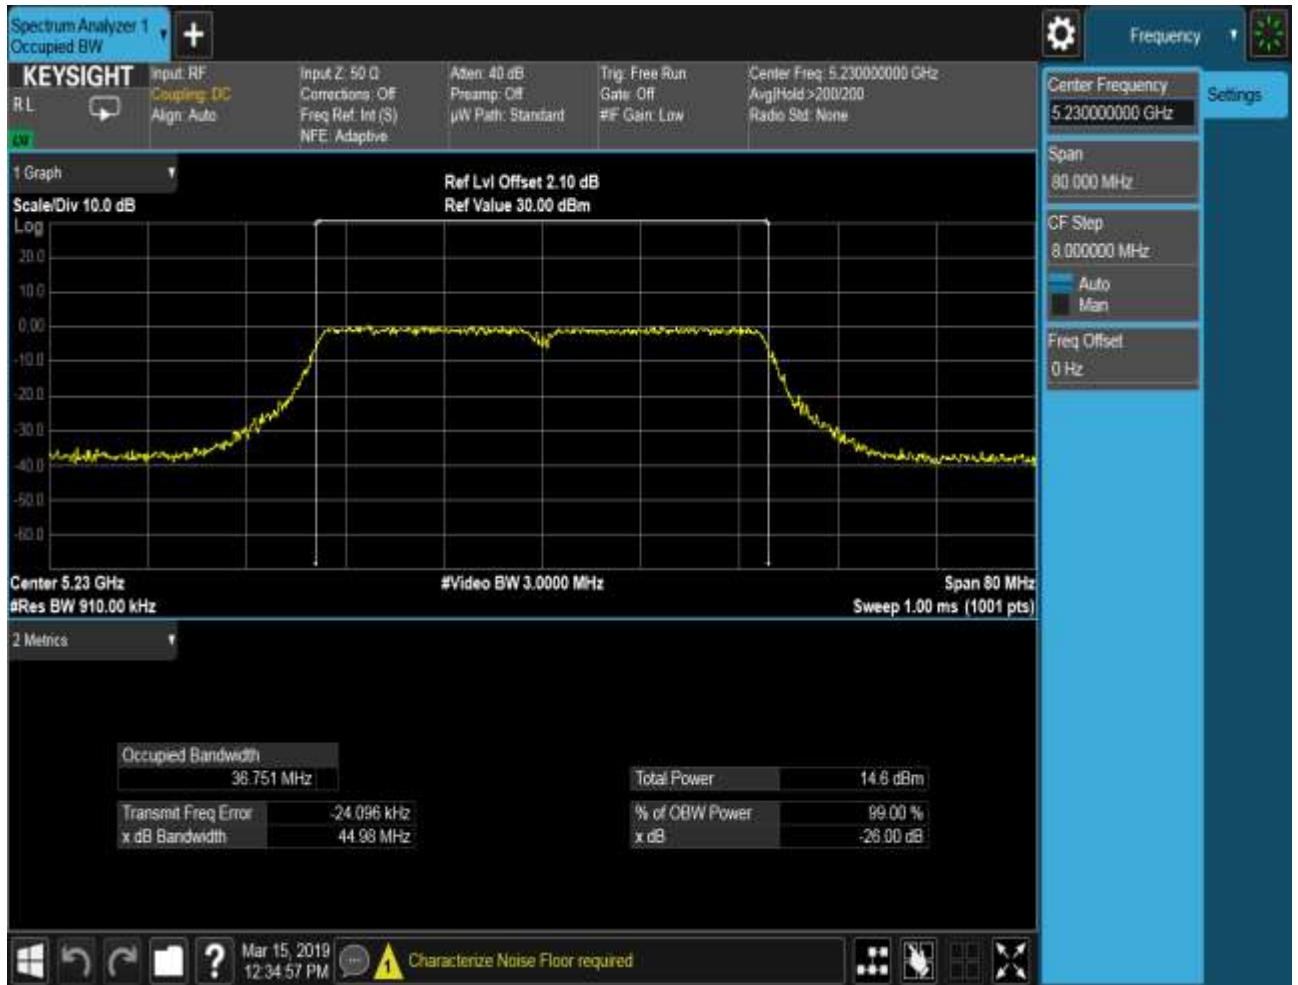 Spectrum Analyzer 1
Occupied BW
Frequency
KEYSIGHT
R L
Input: RF
Coupling: DC
Align: Auto
Input Z: 50 Ω
Corrections: Off
Freq Ref: Int (S)
NFE: Adaptive
Atten: 40 dB
Preamp: Off
µW Path: Standard
Trig: Free Run
Gate: Off
#IF Gain: Low
Center Freq: 5.230000000 GHz
Avg|Hold:>200/200
Radio Std: None
Center Frequency
5.230000000 GHz
Settings
Span
80.000 MHz
CF Step
8.000000 MHz
Auto
Man
Freq Offset
0 Hz
1 Graph
Scale/Div 10.0 dB
Ref Lvl Offset 2.10 dB
Ref Value 30.00 dBm
Log
20.0
10.0
0.00
-10.0
-20.0
-30.0
-40.0
-50.0
-60.0
Center 5.23 GHz
#Res BW 910.00 kHz
#Video BW 3.0000 MHz
Span 80 MHz
Sweep 1.00 ms (1001 pts)
2 Metrics
Occupied Bandwidth
36.751 MHz
Transmit Freq Error -24.096 kHz
x dB Bandwidth 44.98 MHz
Total Power 14.6 dBm
% of OBW Power 99.00 %
x dB -26.00 dB
?
Mar 15, 2019
12:34:57 PM
1
Characterize Noise Floor required